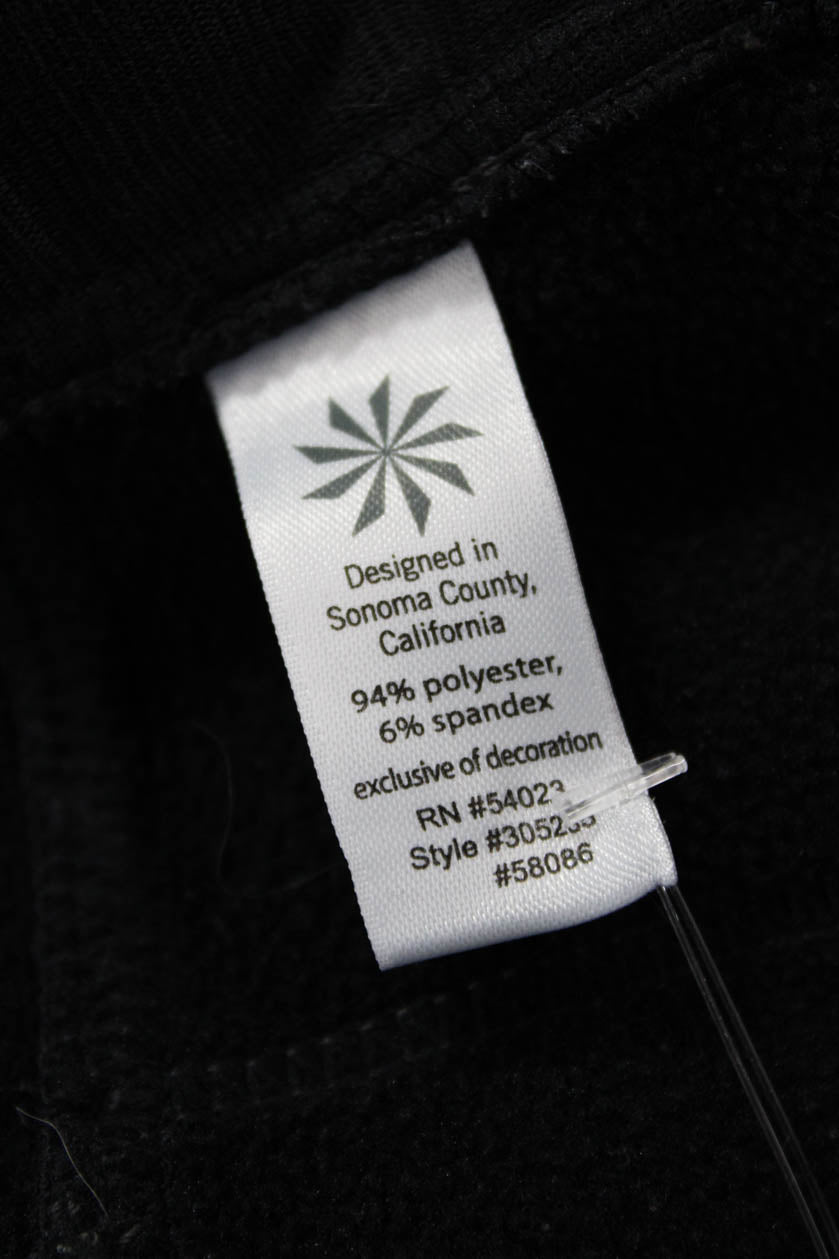 Designed in
Sonoma County,
California
94% polyester,
6% spandex
exclusive of decoration
RN #54023
Style
#58086